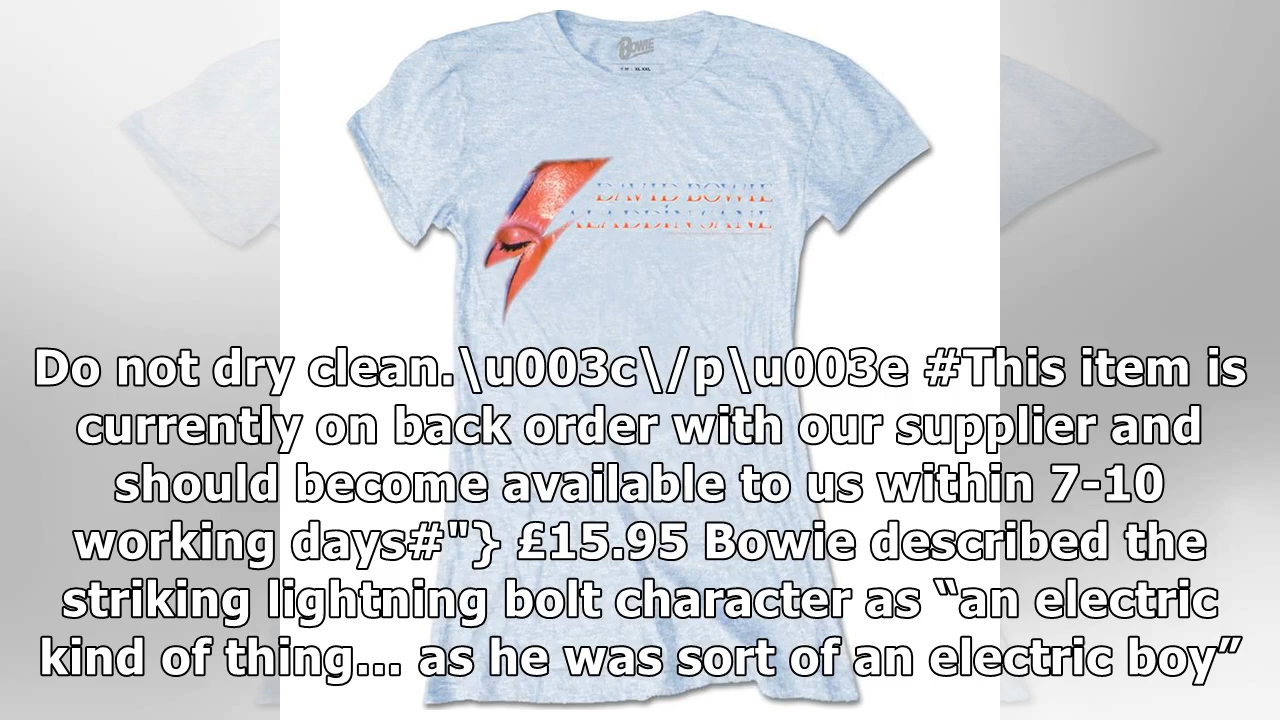 BOWIE
DAVID BOWIE
ALADDIN SANE
Do not dry clean.\u003c\/p\u003e #This item is
currently on back order with our supplier and
should become available to us within 7-10
working days#"} £15.95 Bowie described the
striking lightning bolt character as “an electric
kind of thing... as he was sort of an electric boy”